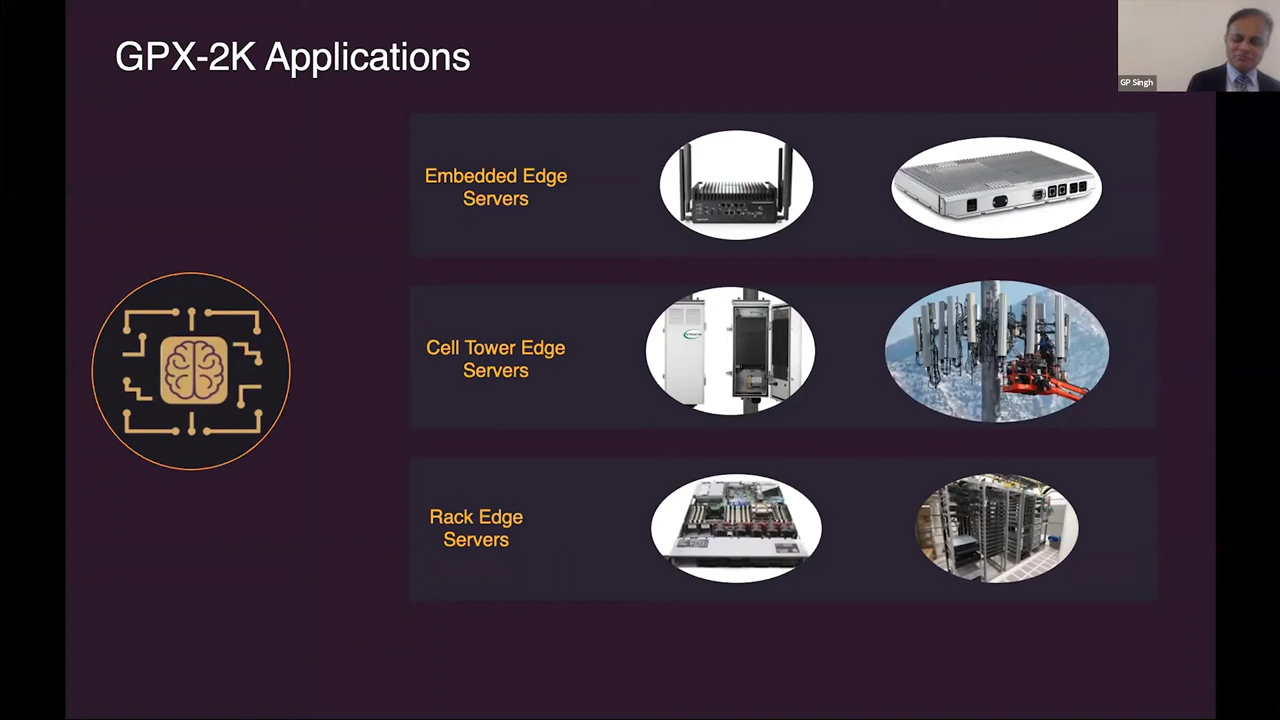 GPX-2K Applications
GP Singh
Embedded Edge
Servers
Cell Tower Edge
Servers
Rack Edge
Servers